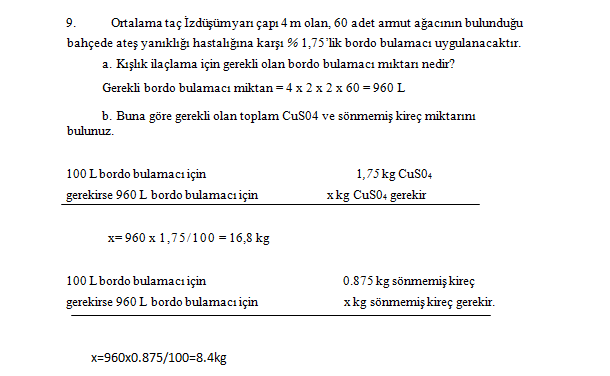 9. Ortalama taç İzdüşüm yarı çapı 4 m olan, 60 adet armut ağacının bulunduğu
bahçede ateş yanıklığı hastalığına karşı % 1,75'lik bordo bulamacı uygulanacaktır.
a. Kışlık ilaçlama için gerekli olan bordo bulamacı mıktarı nedir?
Gerekli bordo bulamacı miktan = 4 x 2 x 2 x 60 = 960 L
b. Buna göre gerekli olan toplam CuS04 ve sönmemiş kireç miktarını
bulunuz.
100 L bordo bulamacı için 1,75 kg CuS0₄
gerekirse 960 L bordo bulamacı için x kg CuS0₄ gerekir
x= 960 x 1,75/100 = 16,8 kg
100 L bordo bulamacı için 0.875 kg sönmemiş kireç
gerekirse 960 L bordo bulamacı için x kg sönmemiş kireç gerekir.
x=960x0.875/100=8.4kg